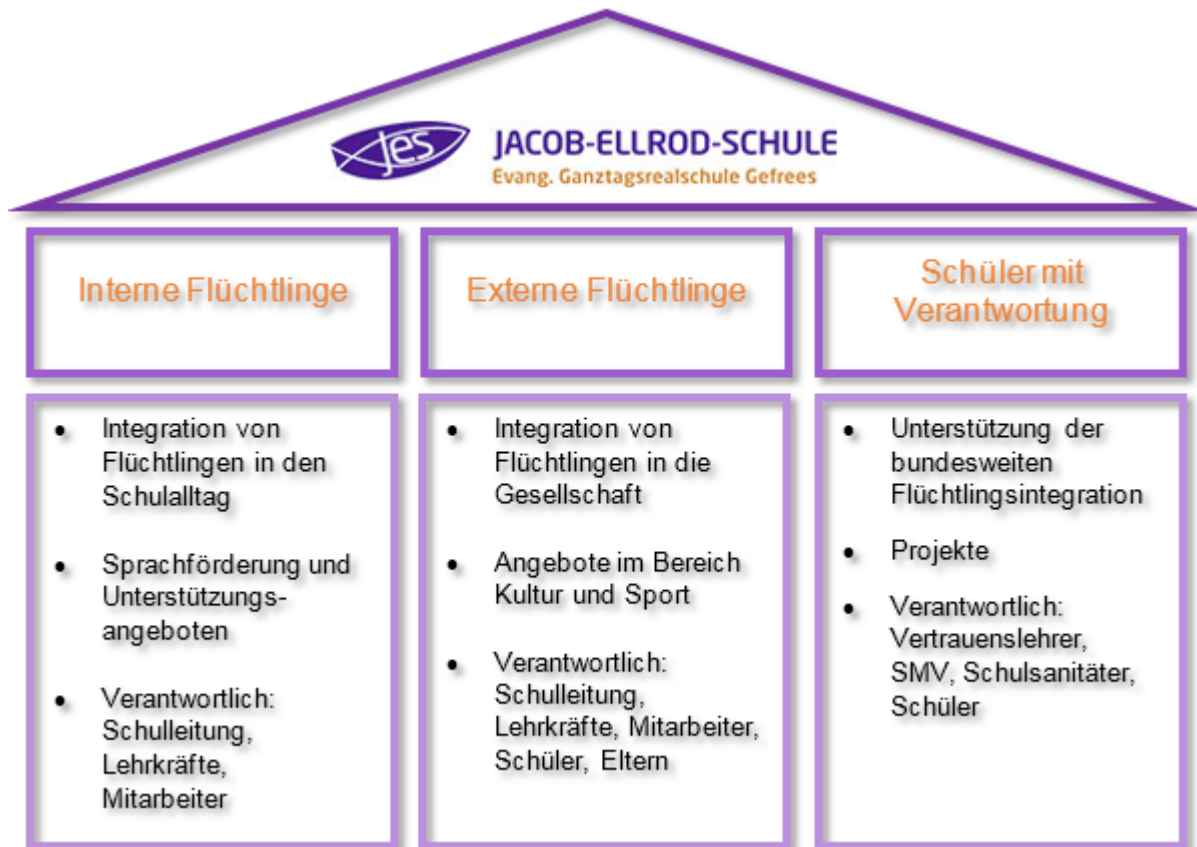 Jes
JACOB-ELLROD-SCHULE
Evang. Ganztagsrealschule Gefrees
Interne Flüchtlinge
• Integration von
Flüchtlingen in den
Schulalltag
• Sprachförderung und
Unterstützungs-
angeboten
• Verantwortlich:
Schulleitung,
Lehrkräfte,
Mitarbeiter
Externe Flüchtlinge
• Integration von
Flüchtlingen in die
Gesellschaft
• Angebote im Bereich
Kultur und Sport
• Verantwortlich:
Schulleitung,
Lehrkräfte, Mitarbeiter,
Schüler, Eltern
Schüler mit
Verantwortung
• Unterstützung der
bundesweiten
Flüchtlingsintegration
• Projekte
• Verantwortlich:
Vertrauenslehrer,
SMV, Schulsanitäter,
Schüler